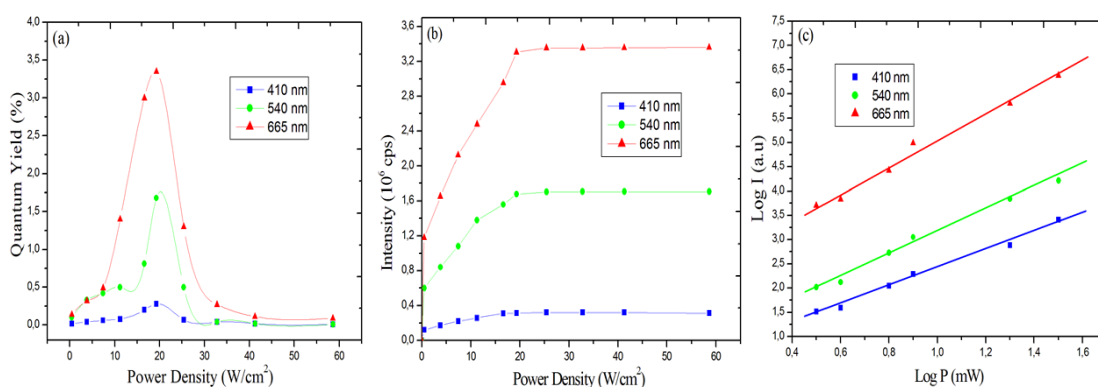 (a)
Quantum Yield (%)
3,5
3,0
2,5
2,0
1,5
1,0
0,5
0,0
410 nm
540 nm
665 nm
0 10 20 30 40 50 60
Power Density (W/cm²)
(b)
Intensity (10⁶ cps)
3,6
3,2
2,8
2,4
2,0
1,6
1,2
0,8
0,4
0,0
410 nm
540 nm
665 nm
0 10 20 30 40 50 60
Power Density (W/cm²)
(c)
Log I (a.u)
7,5
7,0
6,5
6,0
5,5
5,0
4,5
4,0
3,5
3,0
2,5
2,0
1,5
1,0
0,5
0,0
410 nm
540 nm
665 nm
0,4 0,6 0,8 1,0 1,2 1,4 1,6
Log P (mW)